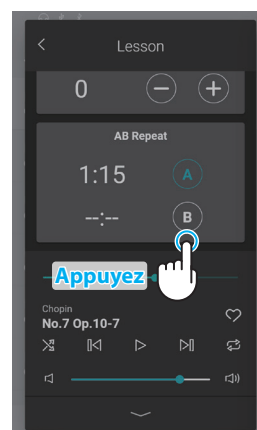 Lesson
0
AB Repeat
1:15 A
--:-- B
Appuyez
Chopin
No.7 Op.10-7